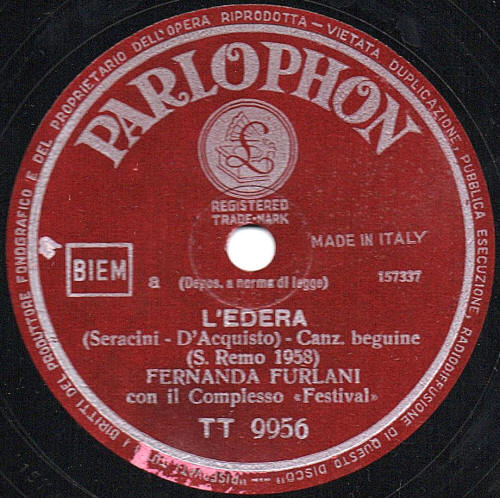 I DIRITTI DEL PRODUTTORE FONOGRAFICO E DEL PROPRIETARIO DELL'OPERA RIPRODOTTA - VIETATA DUPLICAZIONE, PUBBLICA ESECUZIONE, RADIODIFFUSIONE DI QUESTO DISCO
PARLOPHON
£
REGISTERED
TRADE-MARK
MADE IN ITALY
BIEM
a
(Depos. a norma di legge)
157337
L'EDERA
(Seracini - D'Acquisto) - Canz. beguine
(S. Remo 1958)
FERNANDA FURLANI
con il Complesso «Festival»
TT 9956